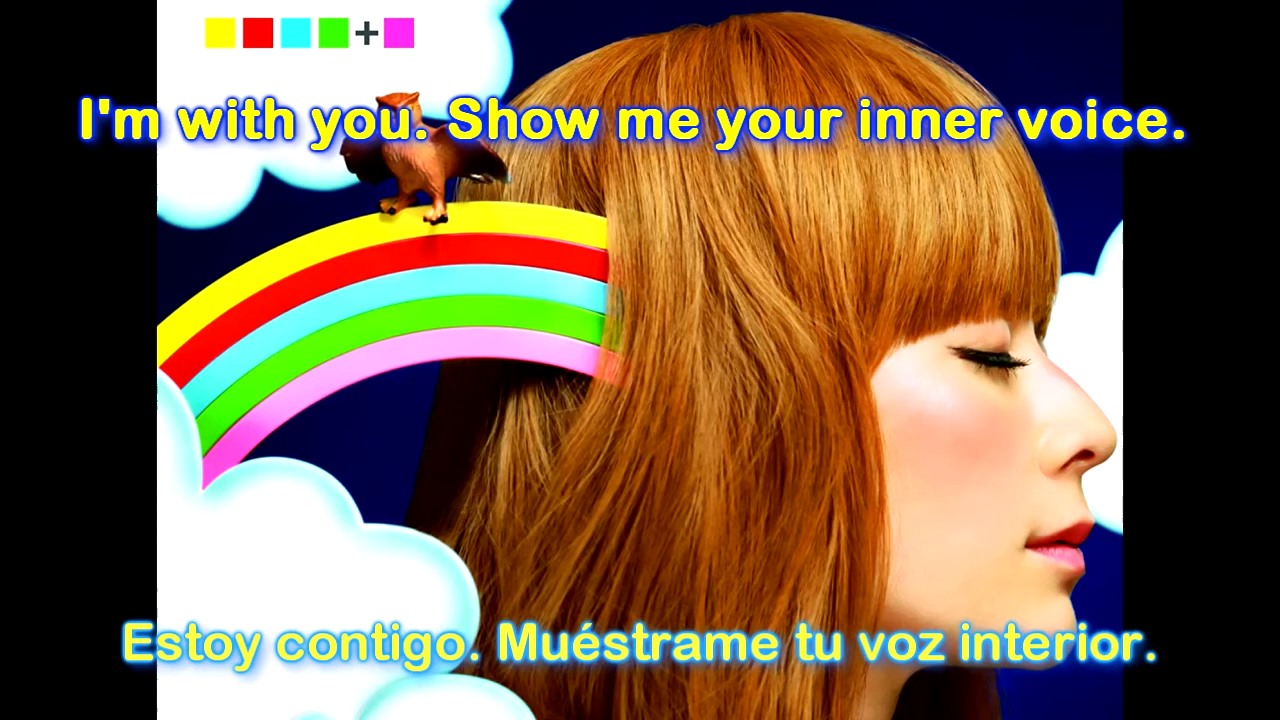 I'm with you. Show me your inner voice.
Estoy contigo. Muéstrame tu voz interior.